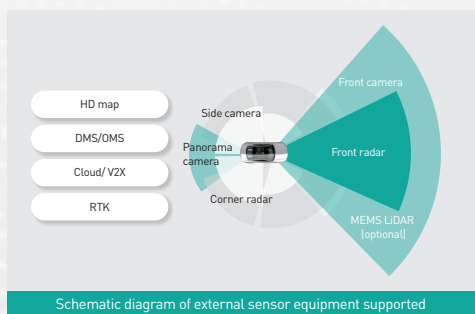 HD map
DMS/OMS
Cloud/ V2X
RTK
Side camera
Panorama
camera
Corner radar
Front camera
Front radar
MEMS LiDAR
(optional)
Schematic diagram of external sensor equipment supported